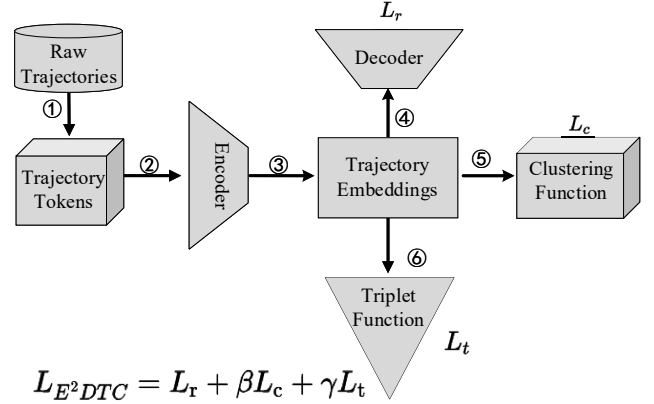 Raw
Trajectories
①
Trajectory
Tokens
②
Encoder
③
Trajectory
Embeddings
④
L_r
Decoder
⑤
L_c
Clustering
Function
⑥
Triplet
Function
L_t
L_{E^2DTC} = L_r + βL_c + γL_t